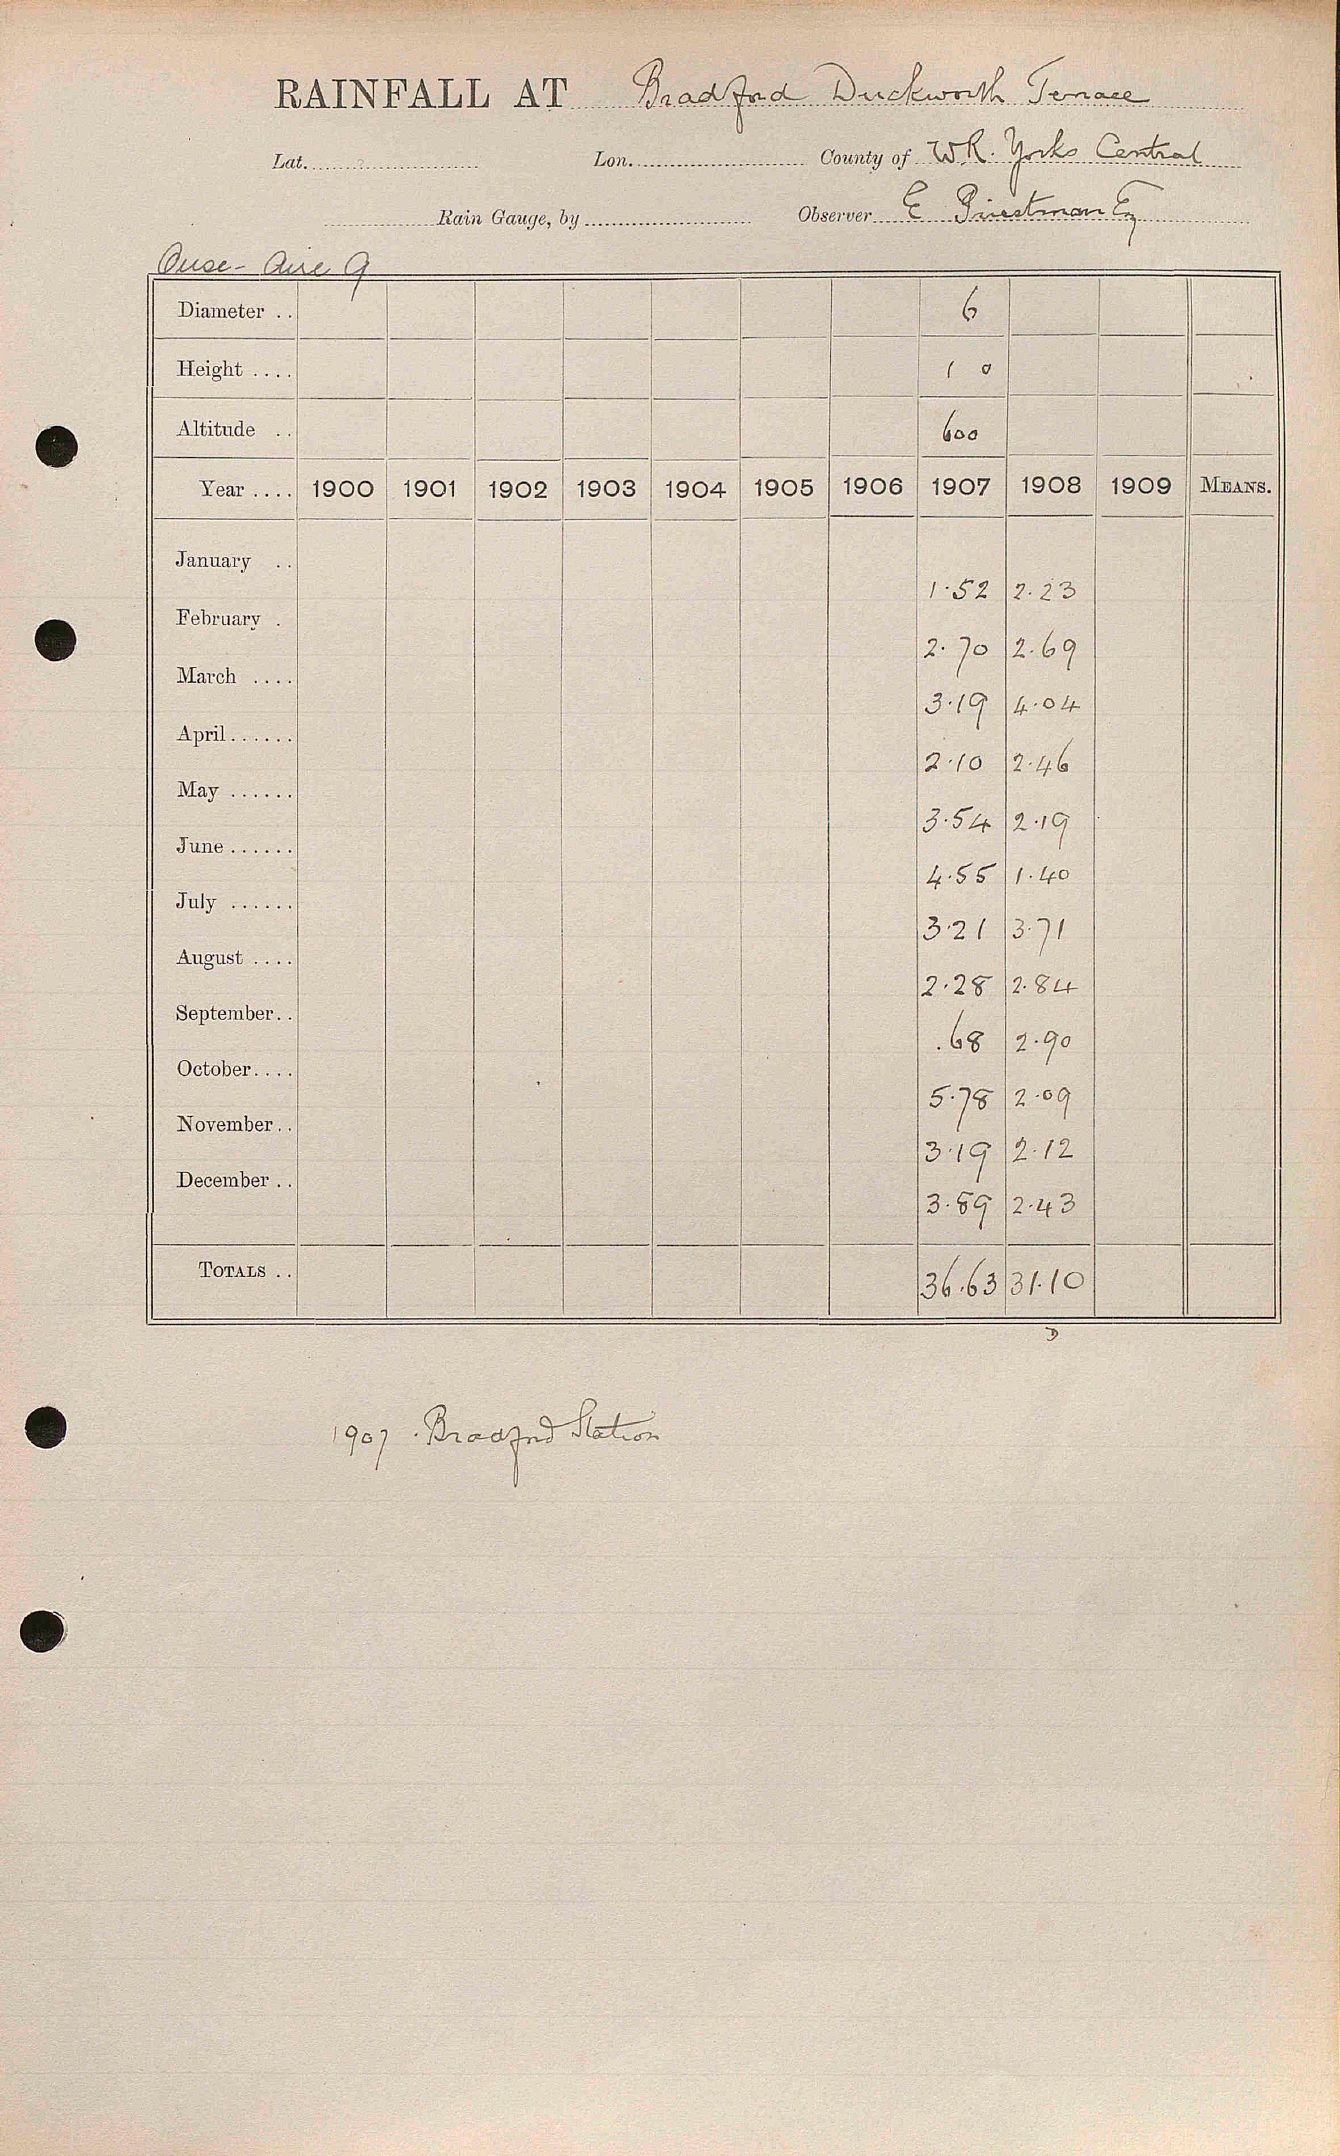 RAINFALL AT Bradford Duckworth Terrace
Lat. Lon. County of W.R. Yorks Central
Rain Gauge, by Observer E Priestman Esq
Ouse - Aire 9
Diameter .. 6
Height .... 1 0
Altitude .. 600
Year .... 1900 1901 1902 1903 1904 1905 1906 1907 1908 1909 MEANS.
January .. 1.52 2.23
February . 2.70 2.69
March .... 3.19 4.04
April...... 2.10 2.46
May ...... 3.54 2.19
June ...... 4.55 1.40
July ...... 3.21 3.71
August .... 2.28 2.84
September.. .68 2.90
October.... 5.78 2.09
November.. 3.19 2.12
December .. 3.89 2.43
TOTALS .. 36.63 31.10
D
1907 . Bradford Station